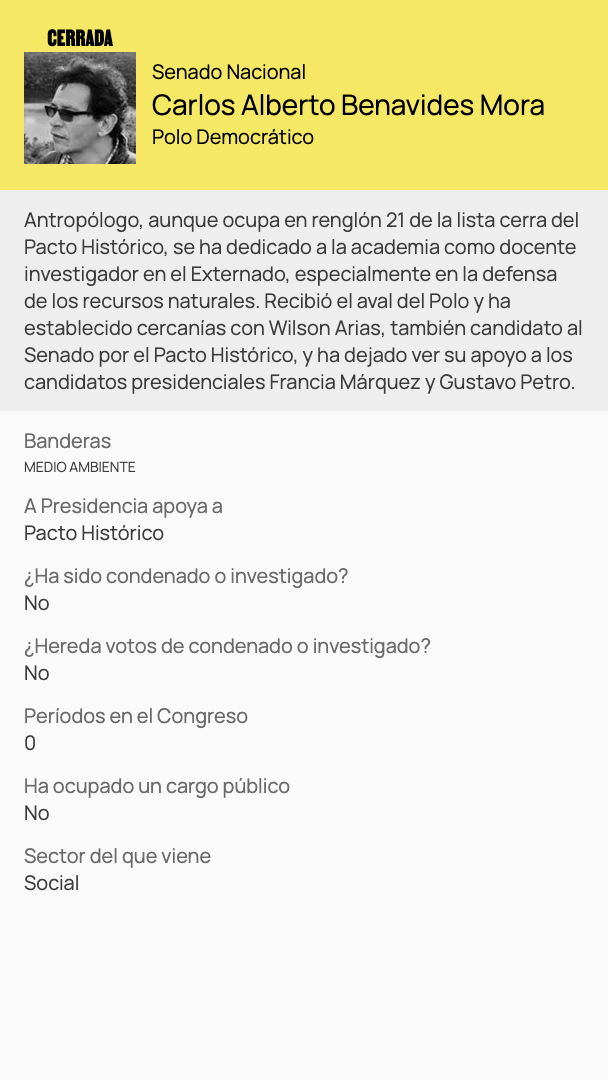 CERRADA
Senado Nacional
Carlos Alberto Benavides Mora
Polo Democrático
Antropólogo, aunque ocupa en renglón 21 de la lista cerra del
Pacto Histórico, se ha dedicado a la academia como docente
investigador en el Externado, especialmente en la defensa
de los recursos naturales. Recibió el aval del Polo y ha
establecido cercanías con Wilson Arias, también candidato al
Senado por el Pacto Histórico, y ha dejado ver su apoyo a los
candidatos presidenciales Francia Márquez y Gustavo Petro.
Banderas
MEDIO AMBIENTE
A Presidencia apoya a
Pacto Histórico
¿Ha sido condenado o investigado?
No
¿Hereda votos de condenado o investigado?
No
Períodos en el Congreso
0
Ha ocupado un cargo público
No
Sector del que viene
Social